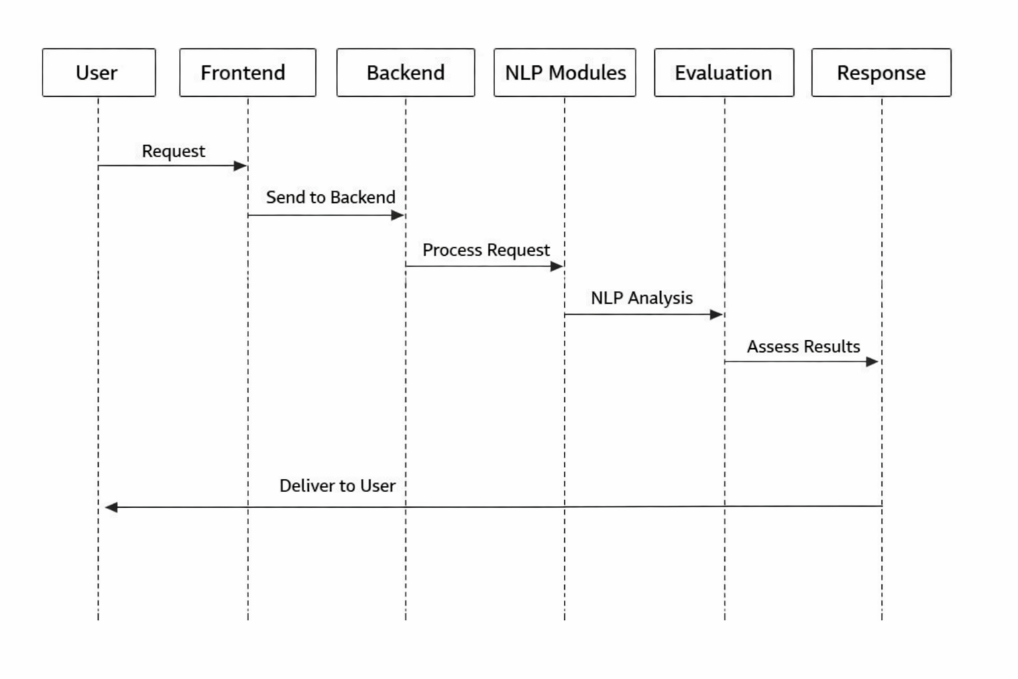 User
Frontend
Backend
NLP Modules
Evaluation
Response
Request
Send to Backend
Process Request
NLP Analysis
Assess Results
Deliver to User